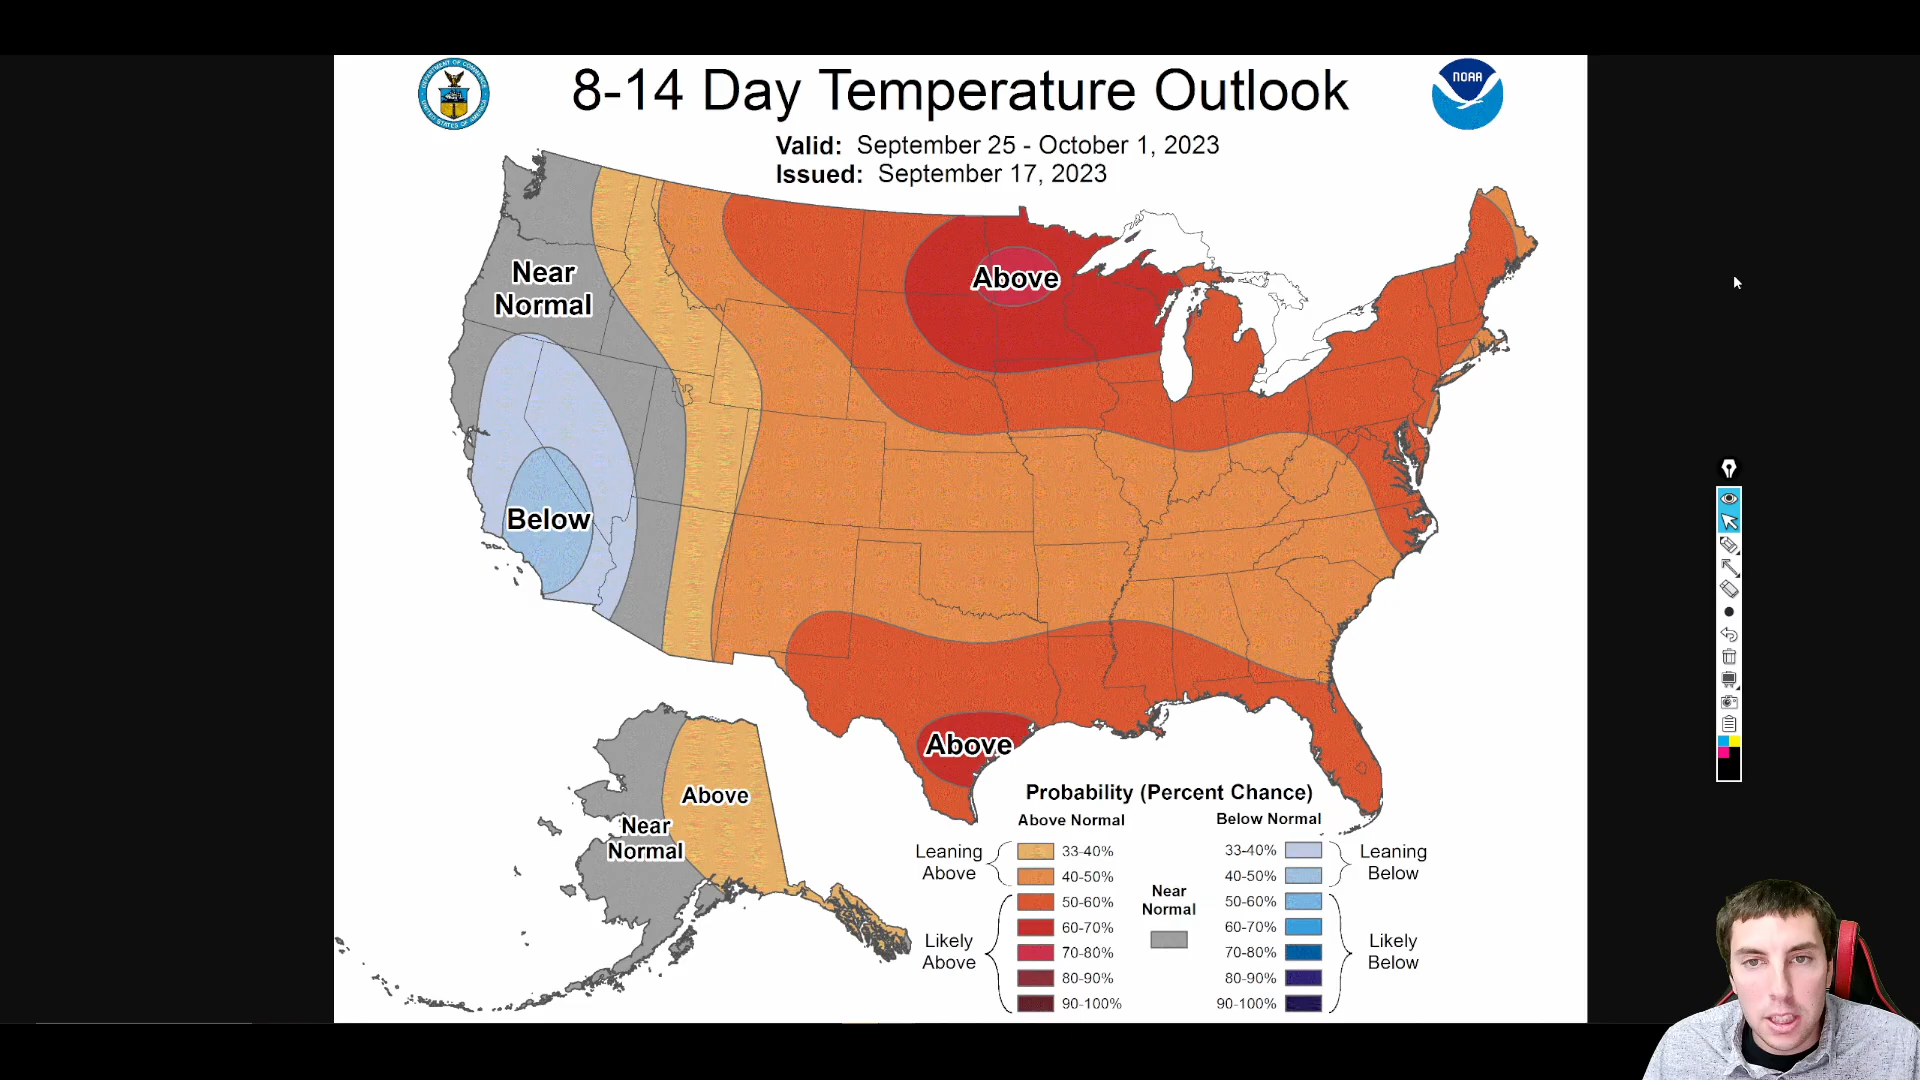 8-14 Day Temperature Outlook
NOAA
Valid: September 25 - October 1, 2023
Issued: September 17, 2023
Near
Normal
Above
Below
Above
Above
Near
Normal
Probability (Percent Chance)
Above Normal
Below Normal
Leaning
Above
33-40%
40-50%
Likely
Above
50-60%
60-70%
70-80%
80-90%
90-100%
Near
Normal
33-40%
40-50%
Leaning
Below
50-60%
60-70%
70-80%
80-90%
90-100%
Likely
Below